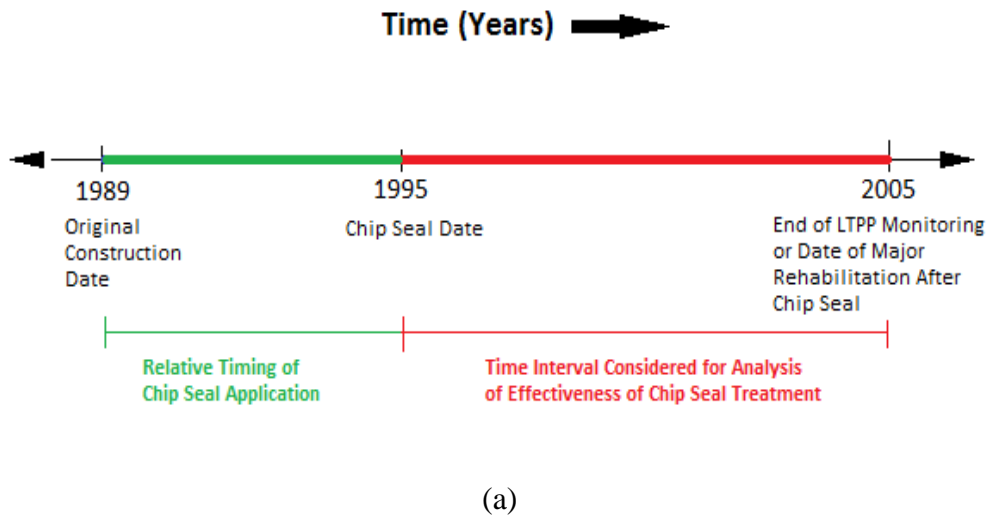 Time (Years)
1989
1995
2005
Original
Construction
Date
Chip Seal Date
End of LTPP Monitoring
or Date of Major
Rehabilitation After
Chip Seal
Relative Timing of
Chip Seal Application
Time Interval Considered for Analysis
of Effectiveness of Chip Seal Treatment
(a)